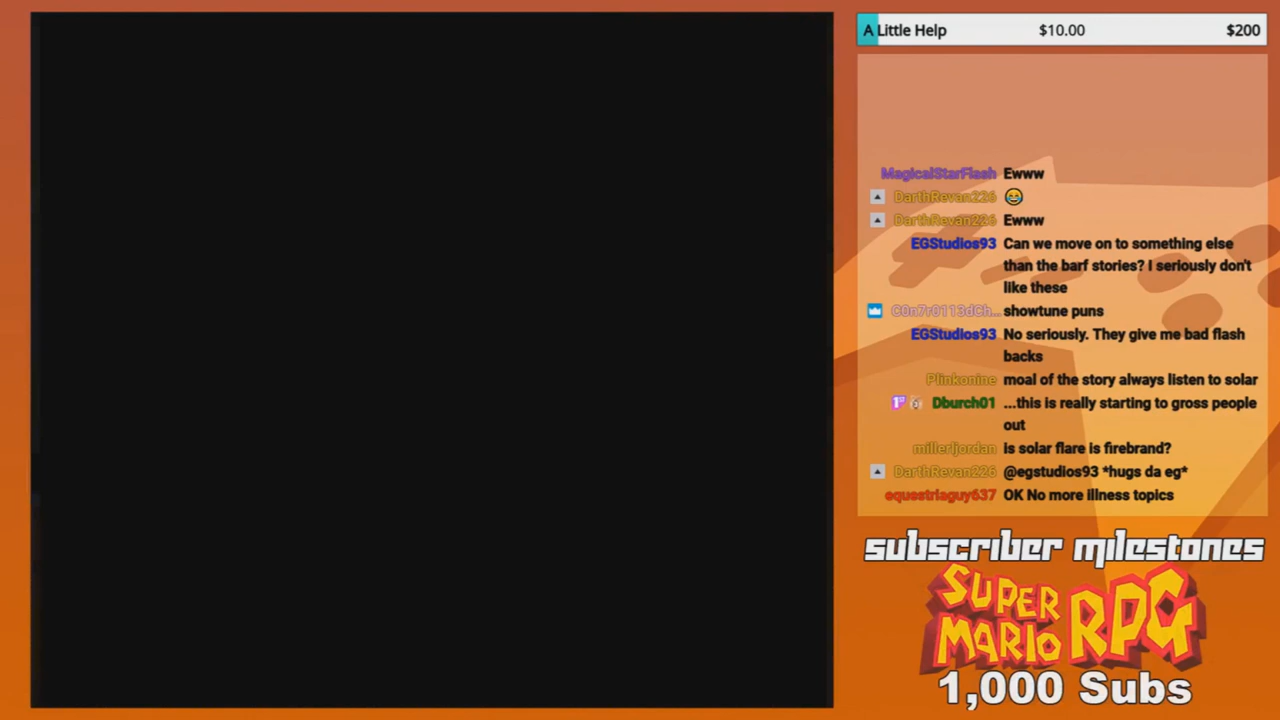 A Little Help $10.00 $200
MagicalStarFlash Ewww
DarthRevan226 😂
DarthRevan226 Ewww
EGStudios93 Can we move on to something else
than the barf stories? I seriously don't
like these
C0n7r0113dCh... showtune puns
EGStudios93 No seriously. They give me bad flash
backs
Plinkonine moal of the story always listen to solar
Dburch01 ...this is really starting to gross people
out
millerljordan is solar flare is firebrand?
DarthRevan226 @egstudios93 *hugs da eg*
equestriaguy637 OK No more illness topics
subscriber milestones
SUPER
MARIO RPG
1,000 Subs